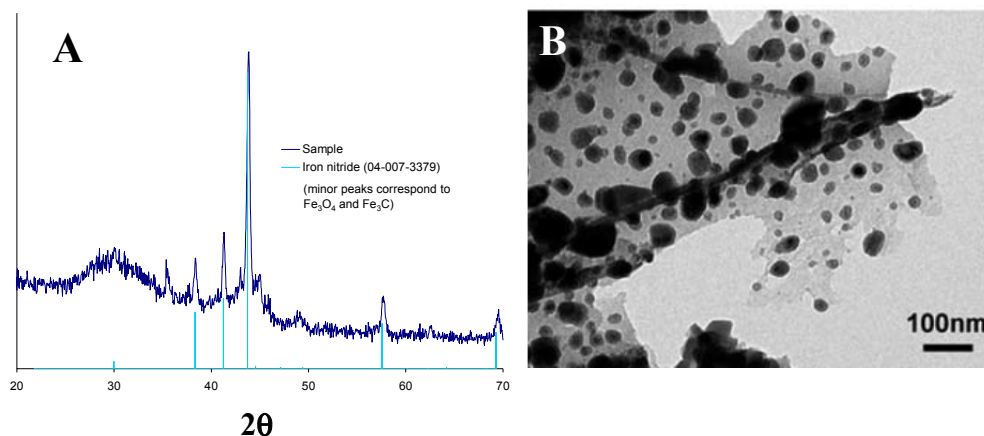 A
B
Sample
Iron nitride (04-007-3379)
(minor peaks correspond to
Fe₃O₄ and Fe₃C)
100nm
20 30 40 50 60 70
2θ